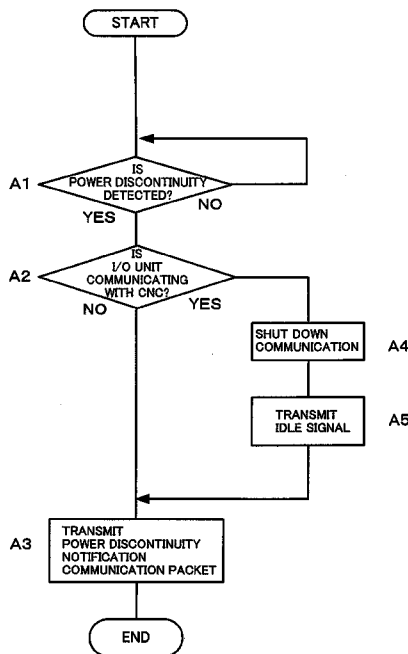 START
A1
IS
POWER DISCONTINUITY
DETECTED?
YES
NO
A2
IS
I/O UNIT
COMMUNICATING
WITH CNC?
NO
YES
SHUT DOWN
COMMUNICATION
A4
TRANSMIT
IDLE SIGNAL
A5
A3
TRANSMIT
POWER DISCONTINUITY
NOTIFICATION
COMMUNICATION PACKET
END